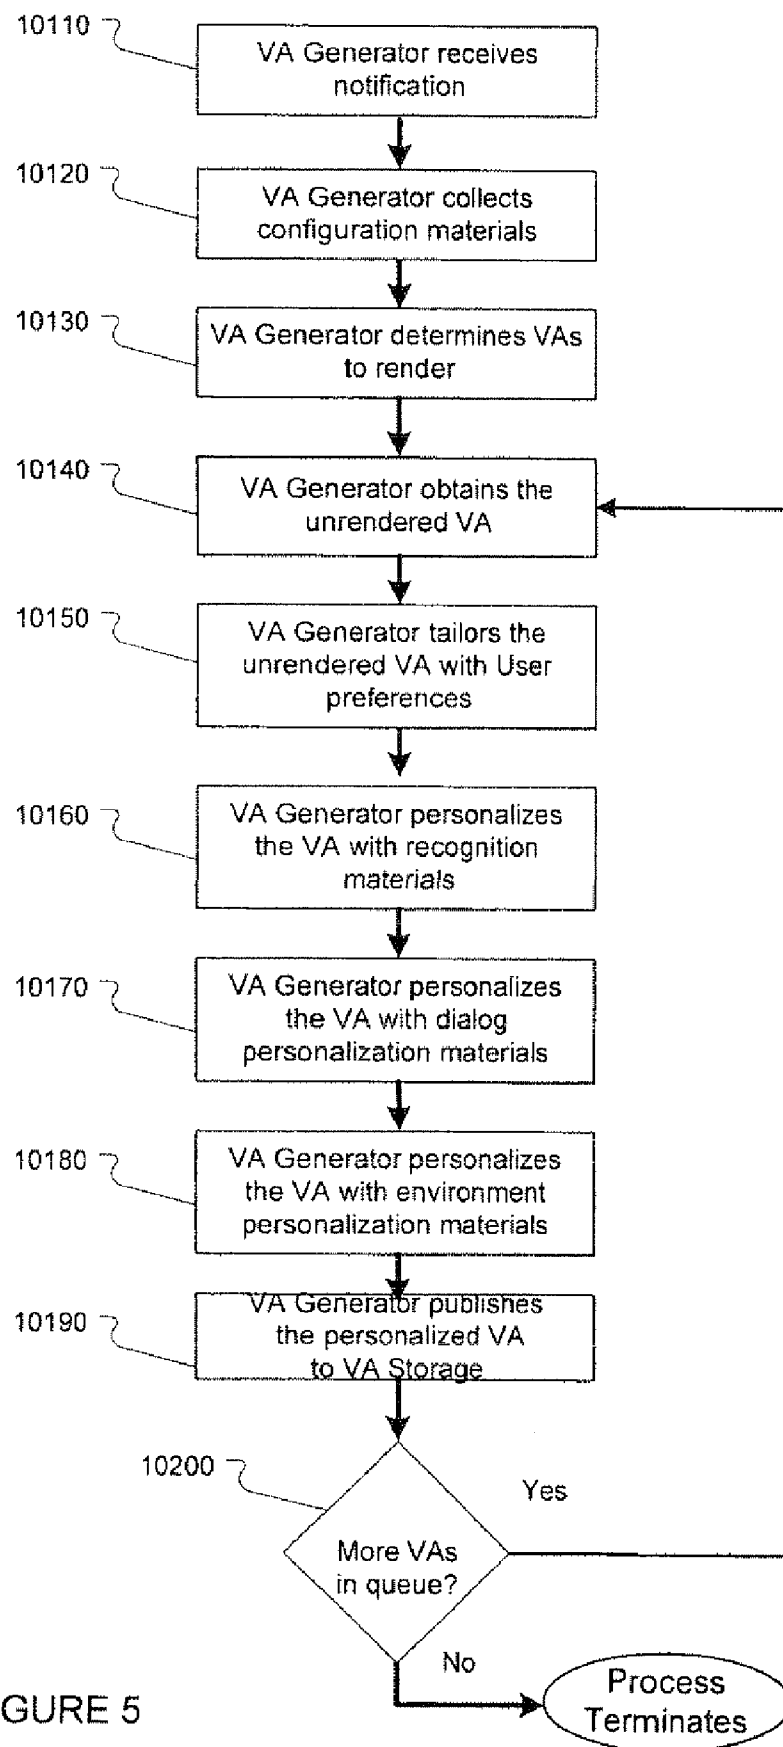 10110
VA Generator receives
notification
10120
VA Generator collects
configuration materials
10130
VA Generator determines VAs
to render
10140
VA Generator obtains the
unrendered VA
10150
VA Generator tailors the
unrendered VA with User
preferences
10160
VA Generator personalizes
the VA with recognition
materials
10170
VA Generator personalizes
the VA with dialog
personalization materials
10180
VA Generator personalizes
the VA with environment
personalization materials
10190
VA Generator publishes
the personalized VA
to VA Storage
10200
Yes
More VAs
in queue?
No
Process
Terminates
GURE 5